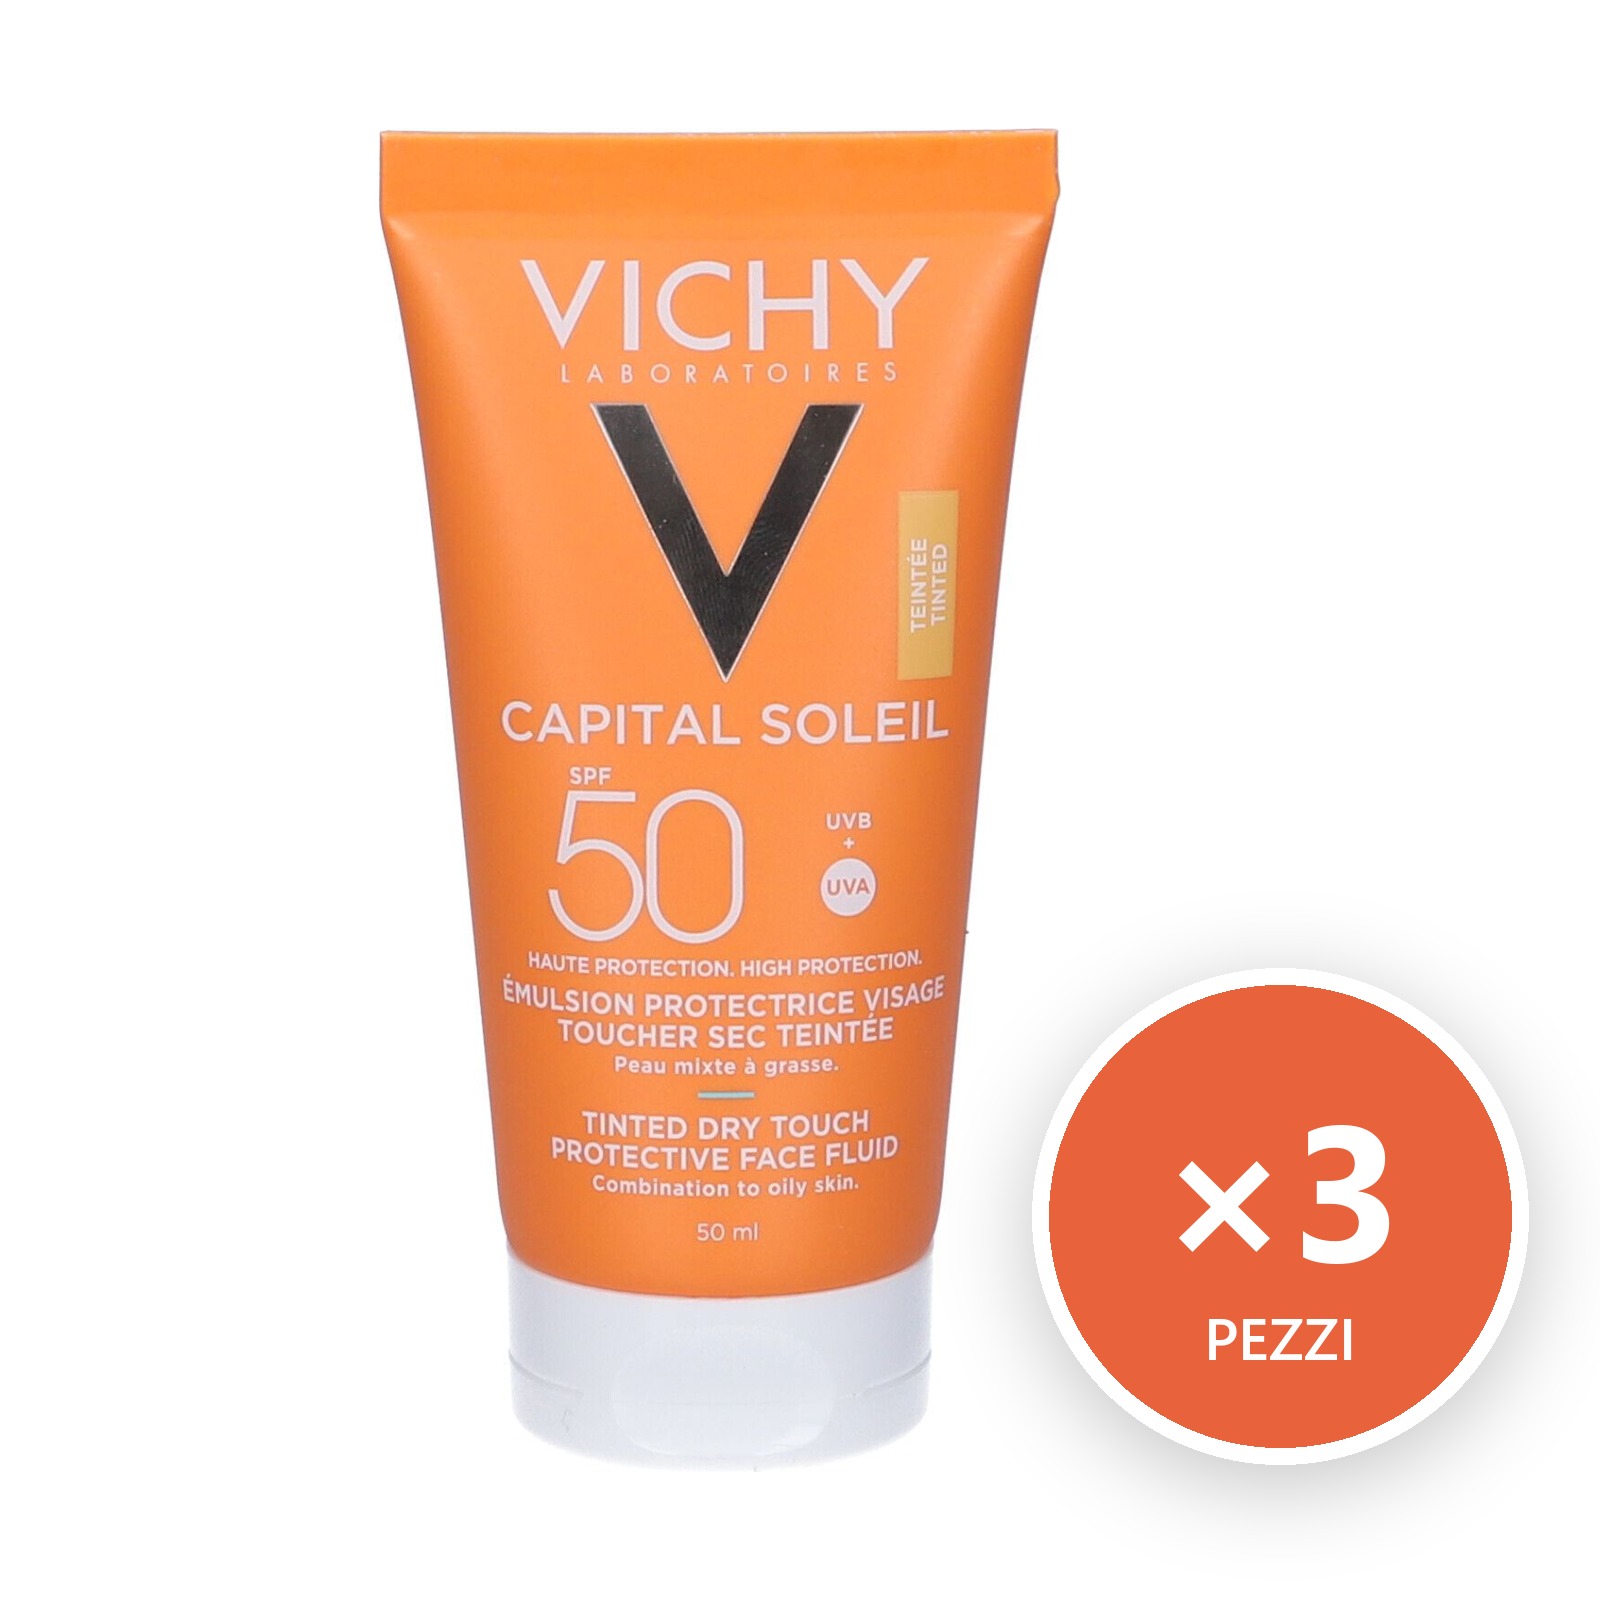 VICHY
LABORATOIRES
V
TEINTÉE
TINTED
CAPITAL SOLEIL
SPF
50
UVB
+
UVA
HAUTE PROTECTION. HIGH PROTECTION.
ÉMULSION PROTECTRICE VISAGE
TOUCHER SEC TEINTÉE
Peau mixte à grasse.
TINTED DRY TOUCH
PROTECTIVE FACE FLUID
Combination to oily skin.
50 ml
×3
PEZZI